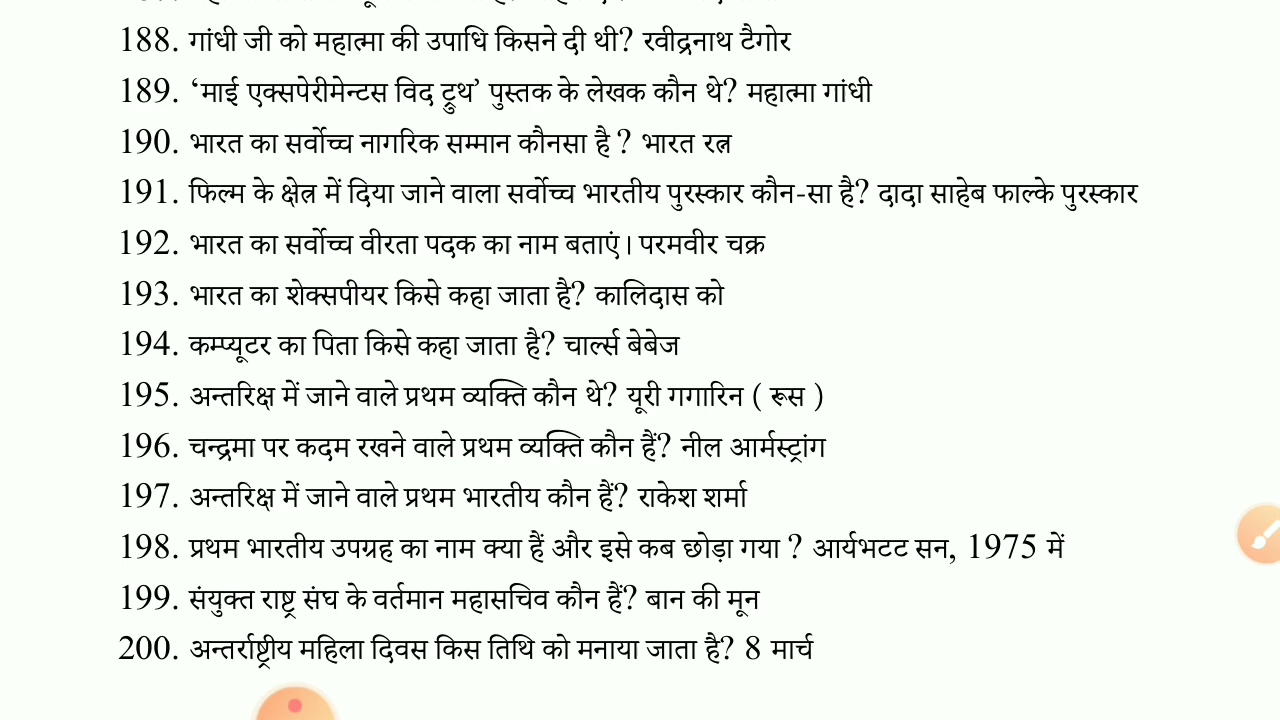 188. गांधी जी को महात्मा की उपाधि किसने दी थी? रवीद्रनाथ टैगोर
189. ‘माई एक्सपेरीमेन्टस विद ट्रुथ’ पुस्तक के लेखक कौन थे? महात्मा गांधी
190. भारत का सर्वोच्च नागरिक सम्मान कौनसा है ? भारत रत्न
191. फिल्म के क्षेत्र में दिया जाने वाला सर्वोच्च भारतीय पुरस्कार कौन-सा है? दादा साहेब फाल्के पुरस्कार
192. भारत का सर्वोच्च वीरता पदक का नाम बताएं। परमवीर चक्र
193. भारत का शेक्सपीयर किसे कहा जाता है? कालिदास को
194. कम्प्यूटर का पिता किसे कहा जाता है? चार्ल्स बेबेज
195. अन्तरिक्ष में जाने वाले प्रथम व्यक्ति कौन थे? यूरी गगारिन ( रूस )
196. चन्द्रमा पर कदम रखने वाले प्रथम व्यक्ति कौन हैं? नील आर्मस्ट्रांग
197. अन्तरिक्ष में जाने वाले प्रथम भारतीय कौन हैं? राकेश शर्मा
198. प्रथम भारतीय उपग्रह का नाम क्या हैं और इसे कब छोड़ा गया ? आर्यभटट सन, 1975 में
199. संयुक्त राष्ट्र संघ के वर्तमान महासचिव कौन हैं? बान की मून
200. अन्तर्राष्ट्रीय महिला दिवस किस तिथि को मनाया जाता है? 8 मार्च